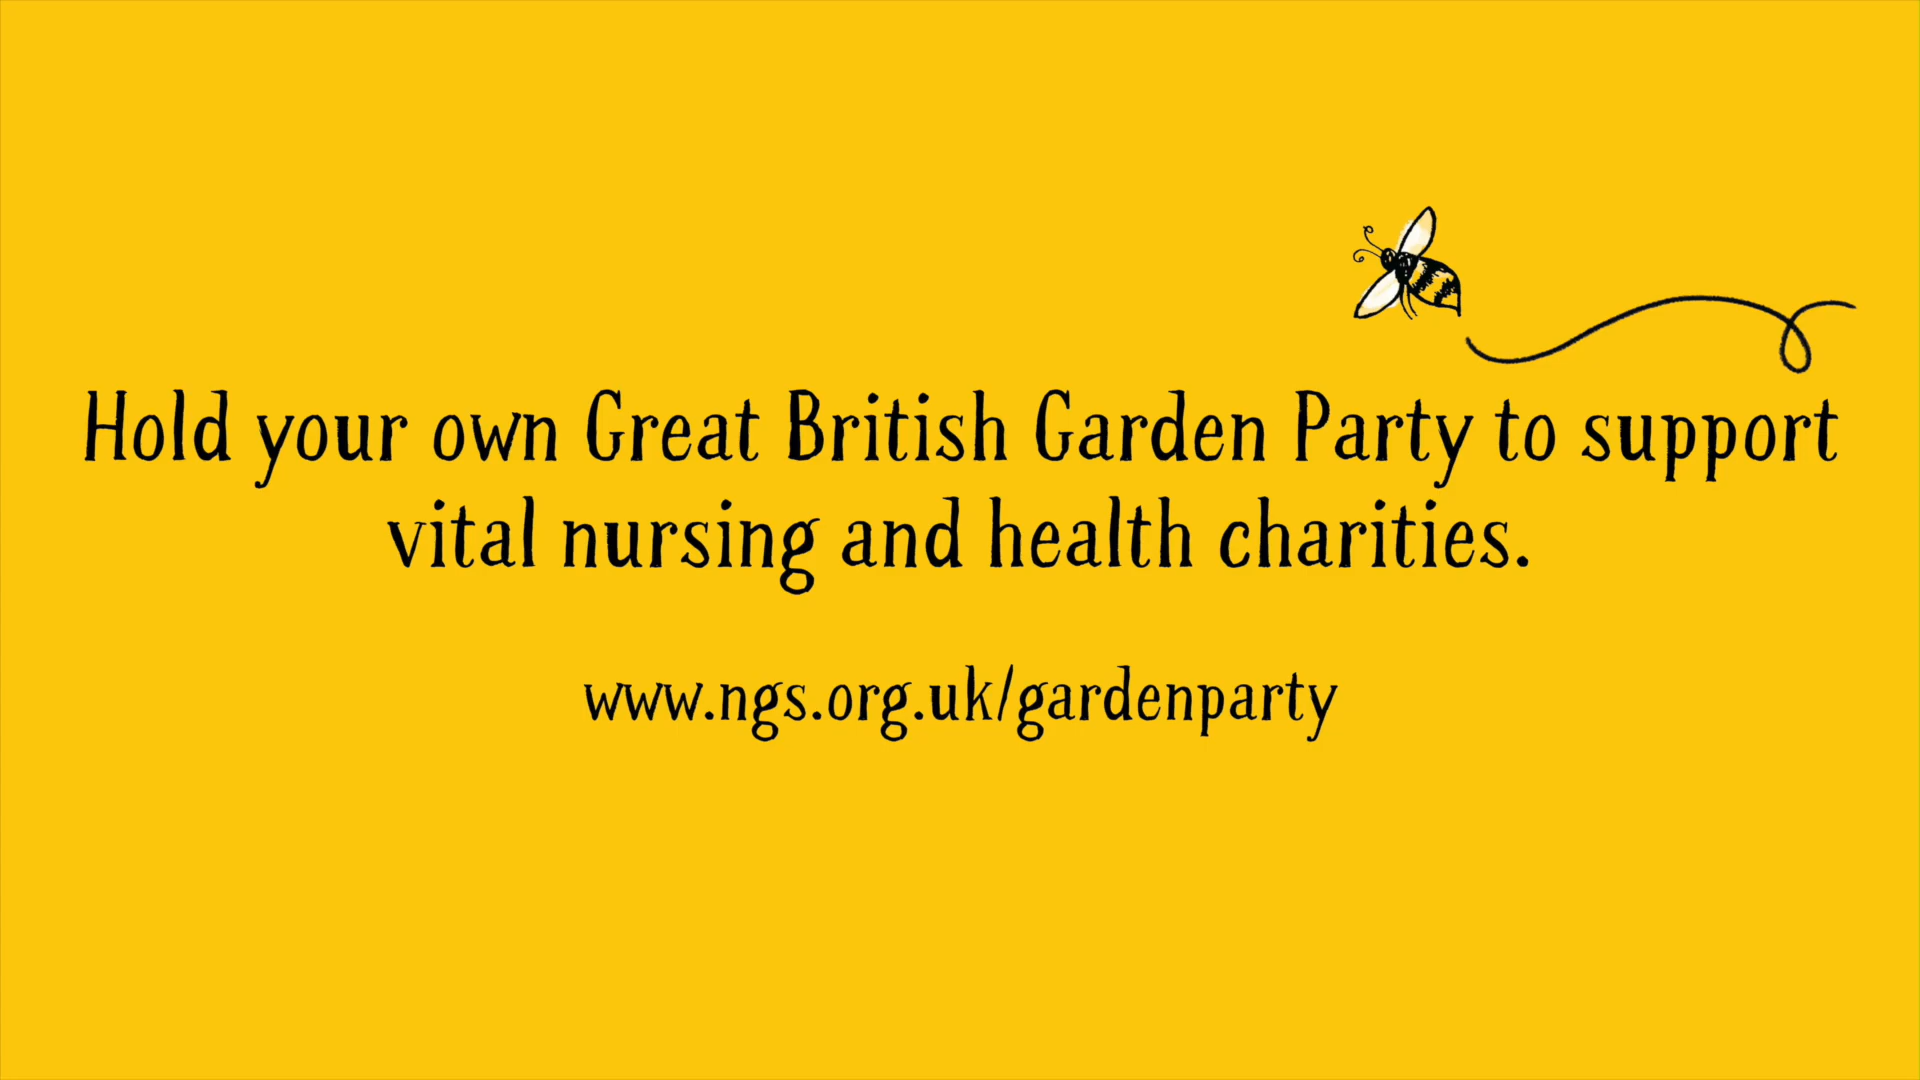 Hold your own Great British Garden Party to support
vital nursing and health charities.
www.ngs.org.uk/gardenparty